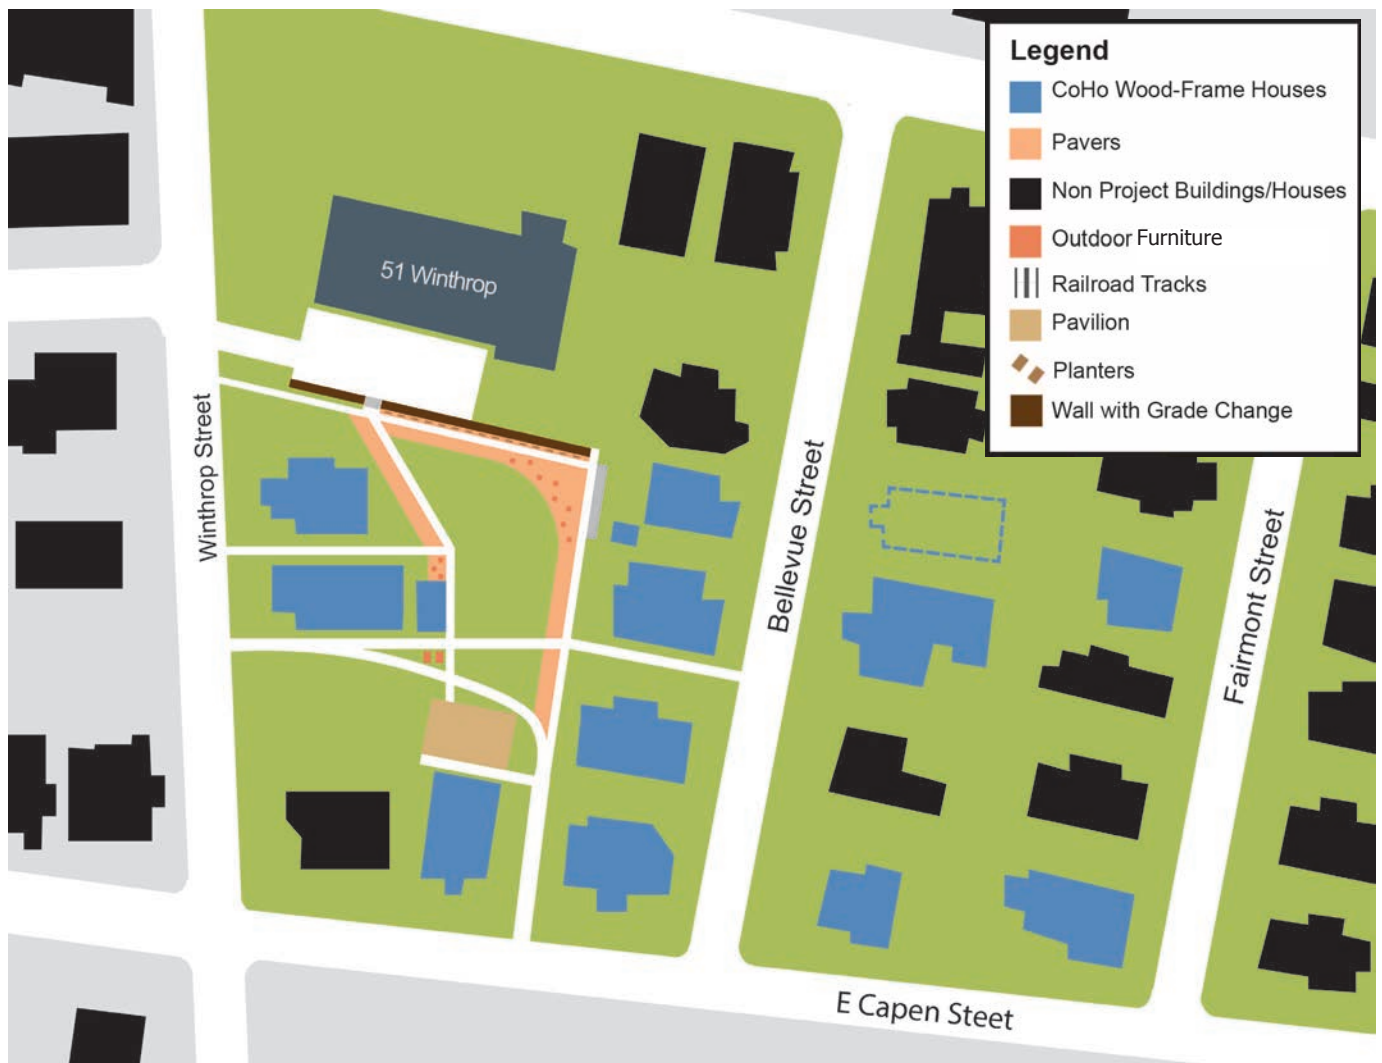 Legend
CoHo Wood-Frame Houses
Pavers
Non Project Buildings/Houses
Outdoor Furniture
Railroad Tracks
Pavilion
Planters
Wall with Grade Change
51 Winthrop
Winthrop Street
Bellevue Street
Fairmont Street
E Capen Steet